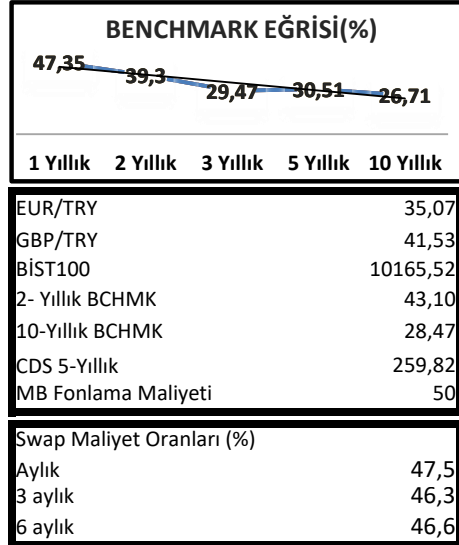 BENCHMARK EĞRİSİ(%)
47,35 39,3 29,47 30,51 26,71
1 Yıllık 2 Yıllık 3 Yıllık 5 Yıllık 10 Yıllık
EUR/TRY 35,07
GBP/TRY 41,53
BİST100 10165,52
2- Yıllık BCHMK 43,10
10-Yıllık BCHMK 28,47
CDS 5-Yıllık 259,82
MB Fonlama Maliyeti 50
Swap Maliyet Oranları (%)
Aylık 47,5
3 aylık 46,3
6 aylık 46,6